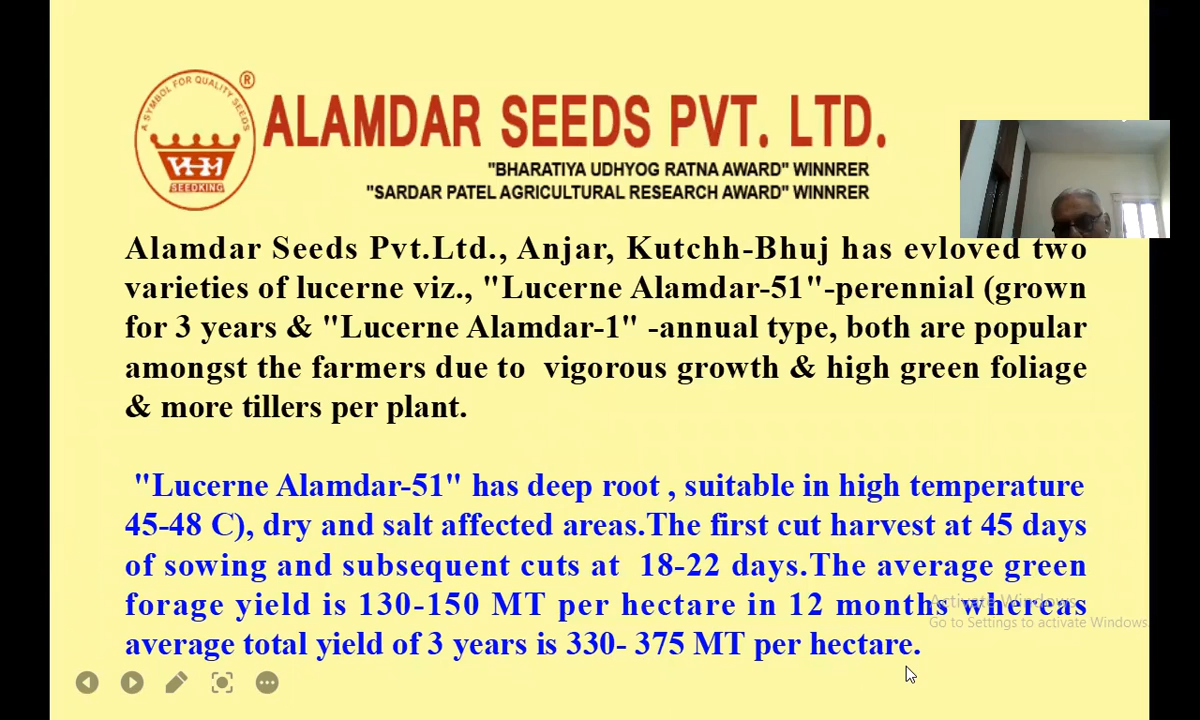 A SYMBOL FOR QUALITY SEEDS
®
VHM
SEEDKING
ALAMDAR SEEDS PVT. LTD.
"BHARATIYA UDHYOG RATNA AWARD" WINNRER
"SARDAR PATEL AGRICULTURAL RESEARCH AWARD" WINNRER
Alamdar Seeds Pvt.Ltd., Anjar, Kutchh-Bhuj has evloved two
varieties of lucerne viz., "Lucerne Alamdar-51"-perennial (grown
for 3 years & "Lucerne Alamdar-1" -annual type, both are popular
amongst the farmers due to vigorous growth & high green foliage
& more tillers per plant.
"Lucerne Alamdar-51" has deep root , suitable in high temperature
45-48 C), dry and salt affected areas.The first cut harvest at 45 days
of sowing and subsequent cuts at 18-22 days.The average green
forage yield is 130-150 MT per hectare in 12 months whereas
average total yield of 3 years is 330- 375 MT per hectare.
Activate Windows
Go to Settings to activate Windows.